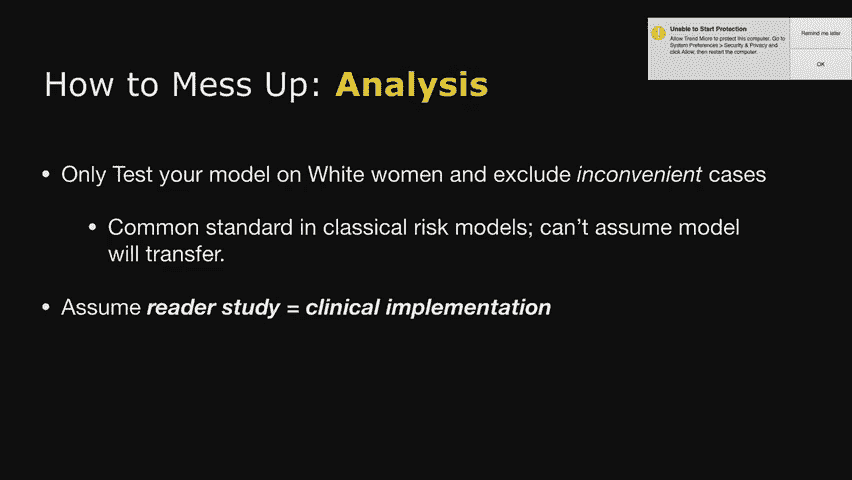 How to Mess Up: Analysis
Unable to Start Protection
Allow Trend Micro to protect this computer. Go to
System Preferences > Security & Privacy and
click Allow, then restart the computer.
Remind me later
OK
• Only Test your model on White women and exclude inconvenient cases
• Common standard in classical risk models; can’t assume model
will transfer.
• Assume reader study = clinical implementation